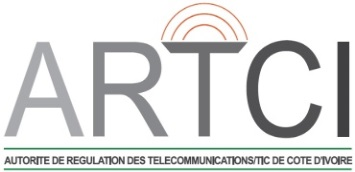 ARTCI
AUTORITE DE REGULATION DES TELECOMMUNICATIONS/TIC DE COTE D'IVOIRE